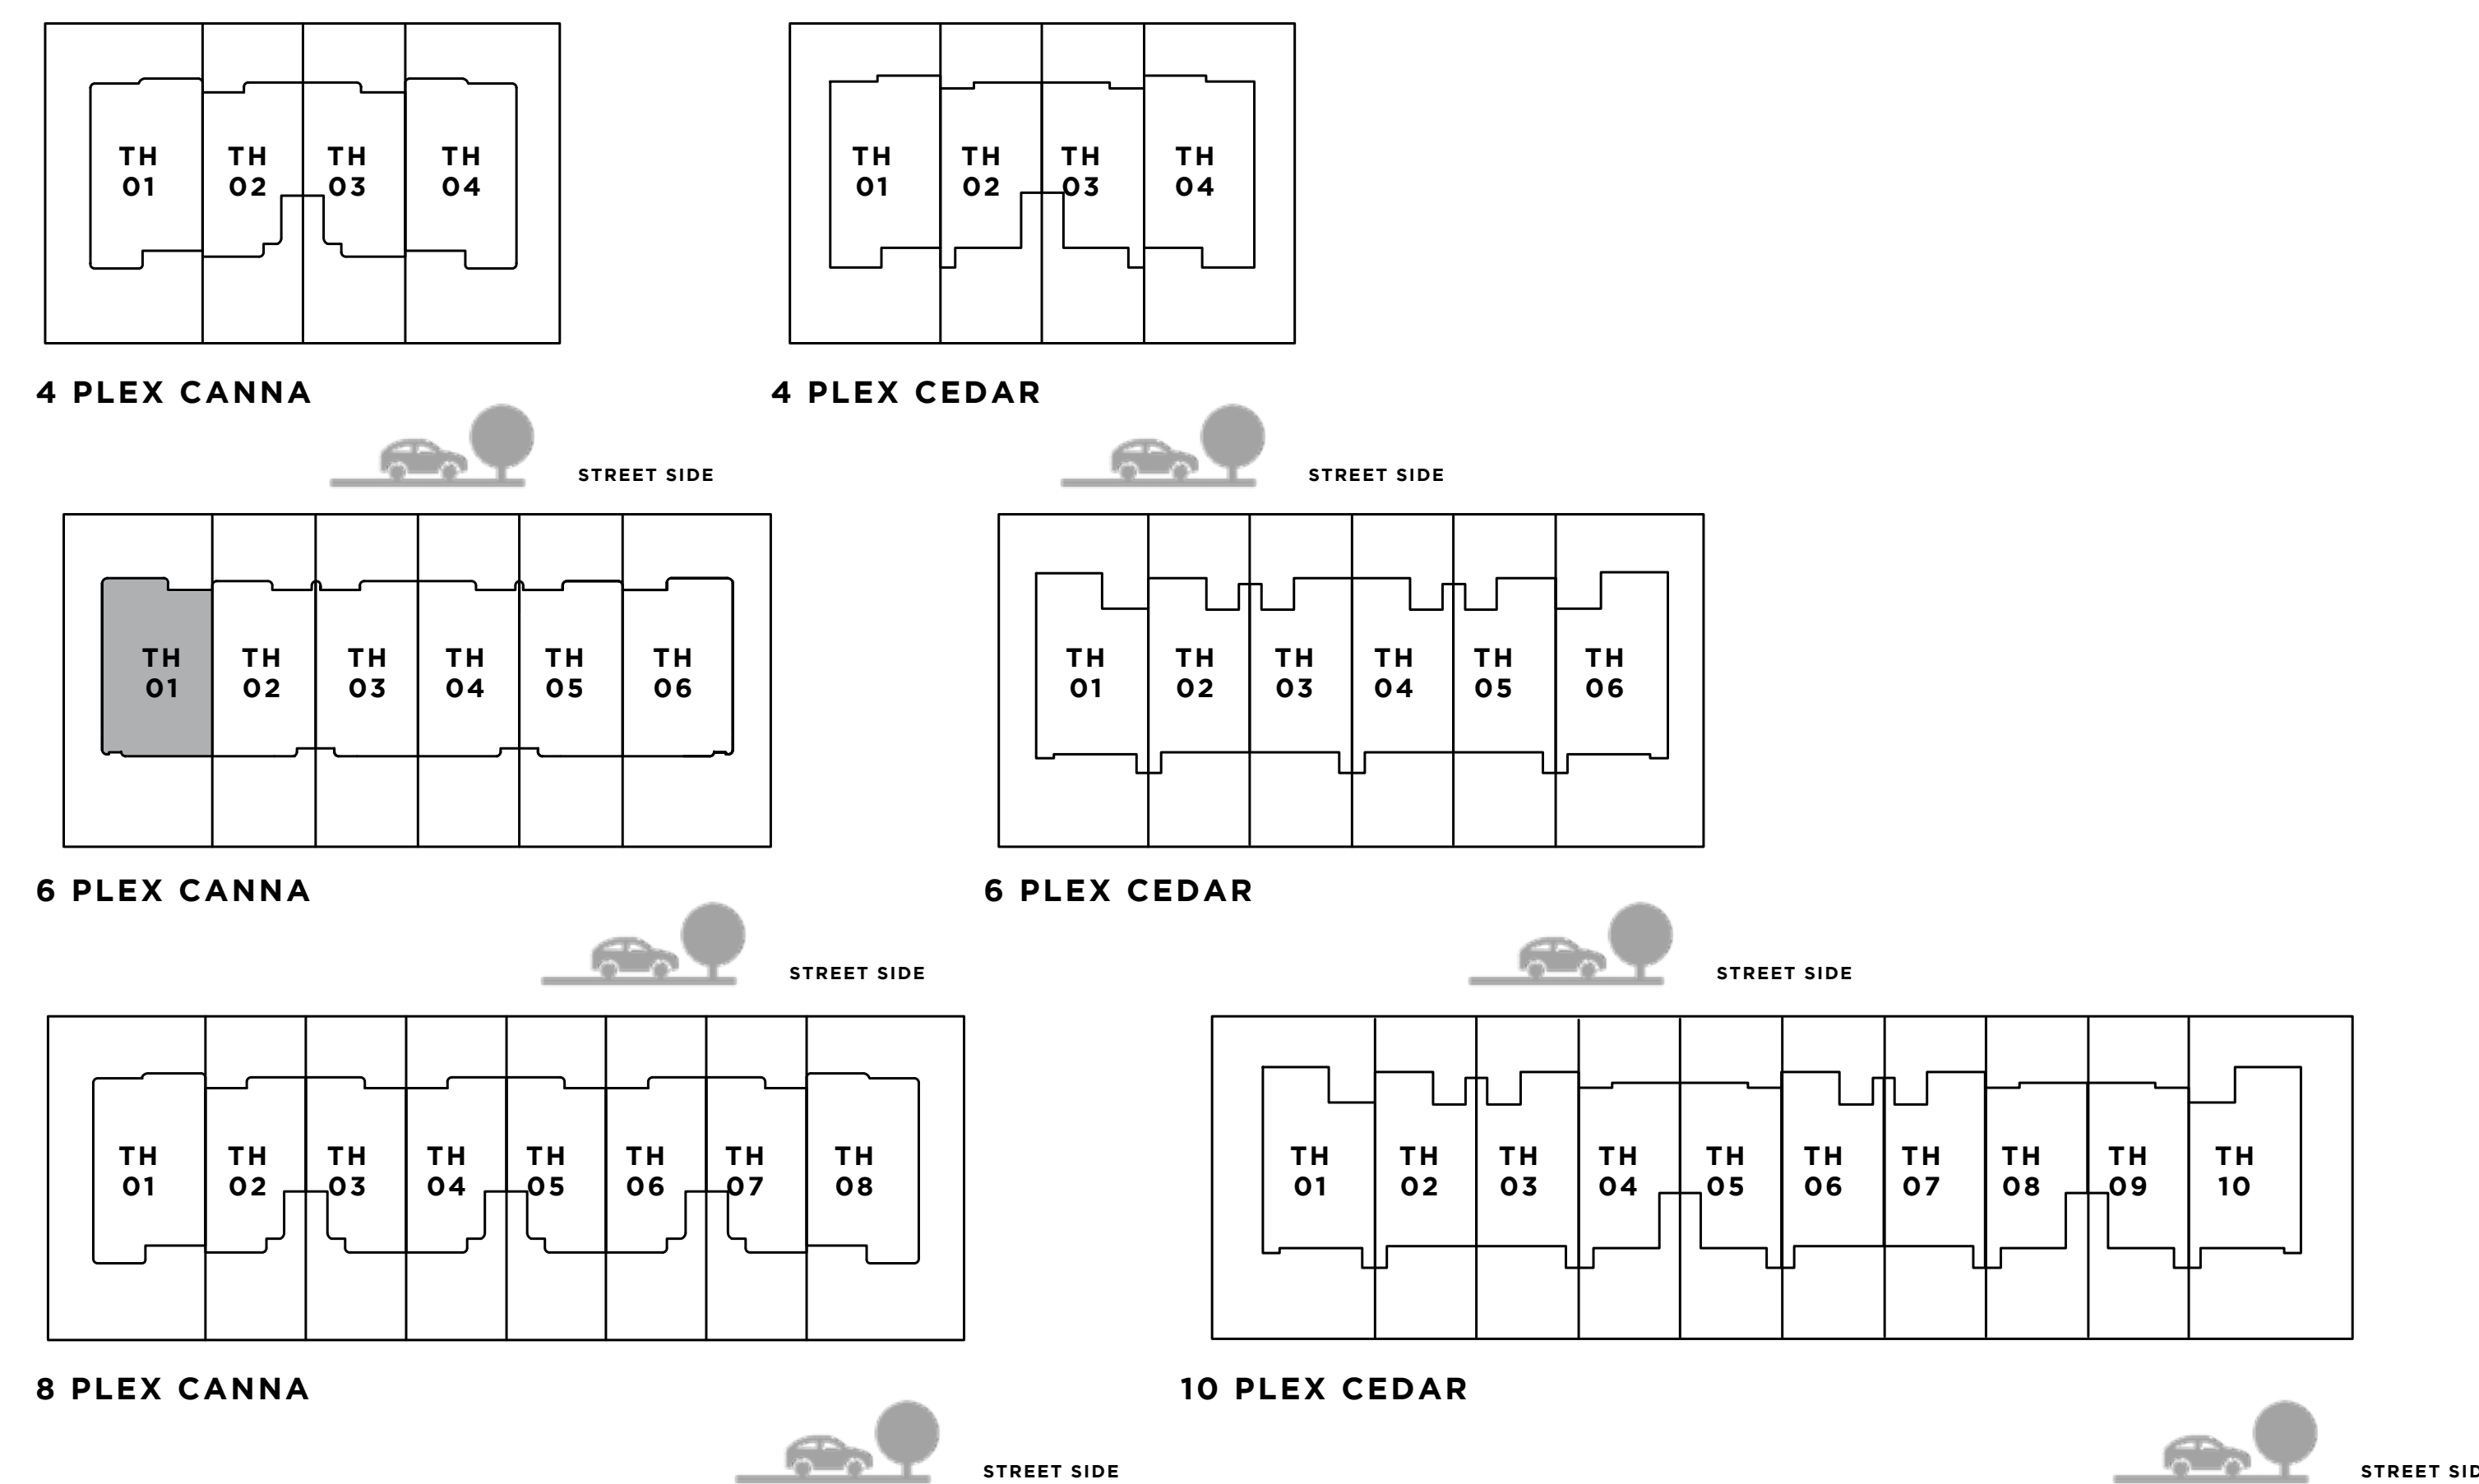 TH
01
TH
02
TH
03
TH
04
4 PLEX CANNA
STREET SIDE
TH
01
TH
02
TH
03
TH
04
4 PLEX CEDAR
STREET SIDE
TH
01
TH
02
TH
03
TH
04
TH
05
TH
06
6 PLEX CANNA
STREET SIDE
TH
01
TH
02
TH
03
TH
04
TH
05
TH
06
6 PLEX CEDAR
STREET SIDE
TH
01
TH
02
TH
03
TH
04
TH
05
TH
06
TH
07
TH
08
8 PLEX CANNA
STREET SIDE
TH
01
TH
02
TH
03
TH
04
TH
05
TH
06
TH
07
TH
08
TH
09
TH
10
10 PLEX CEDAR
STREET SID